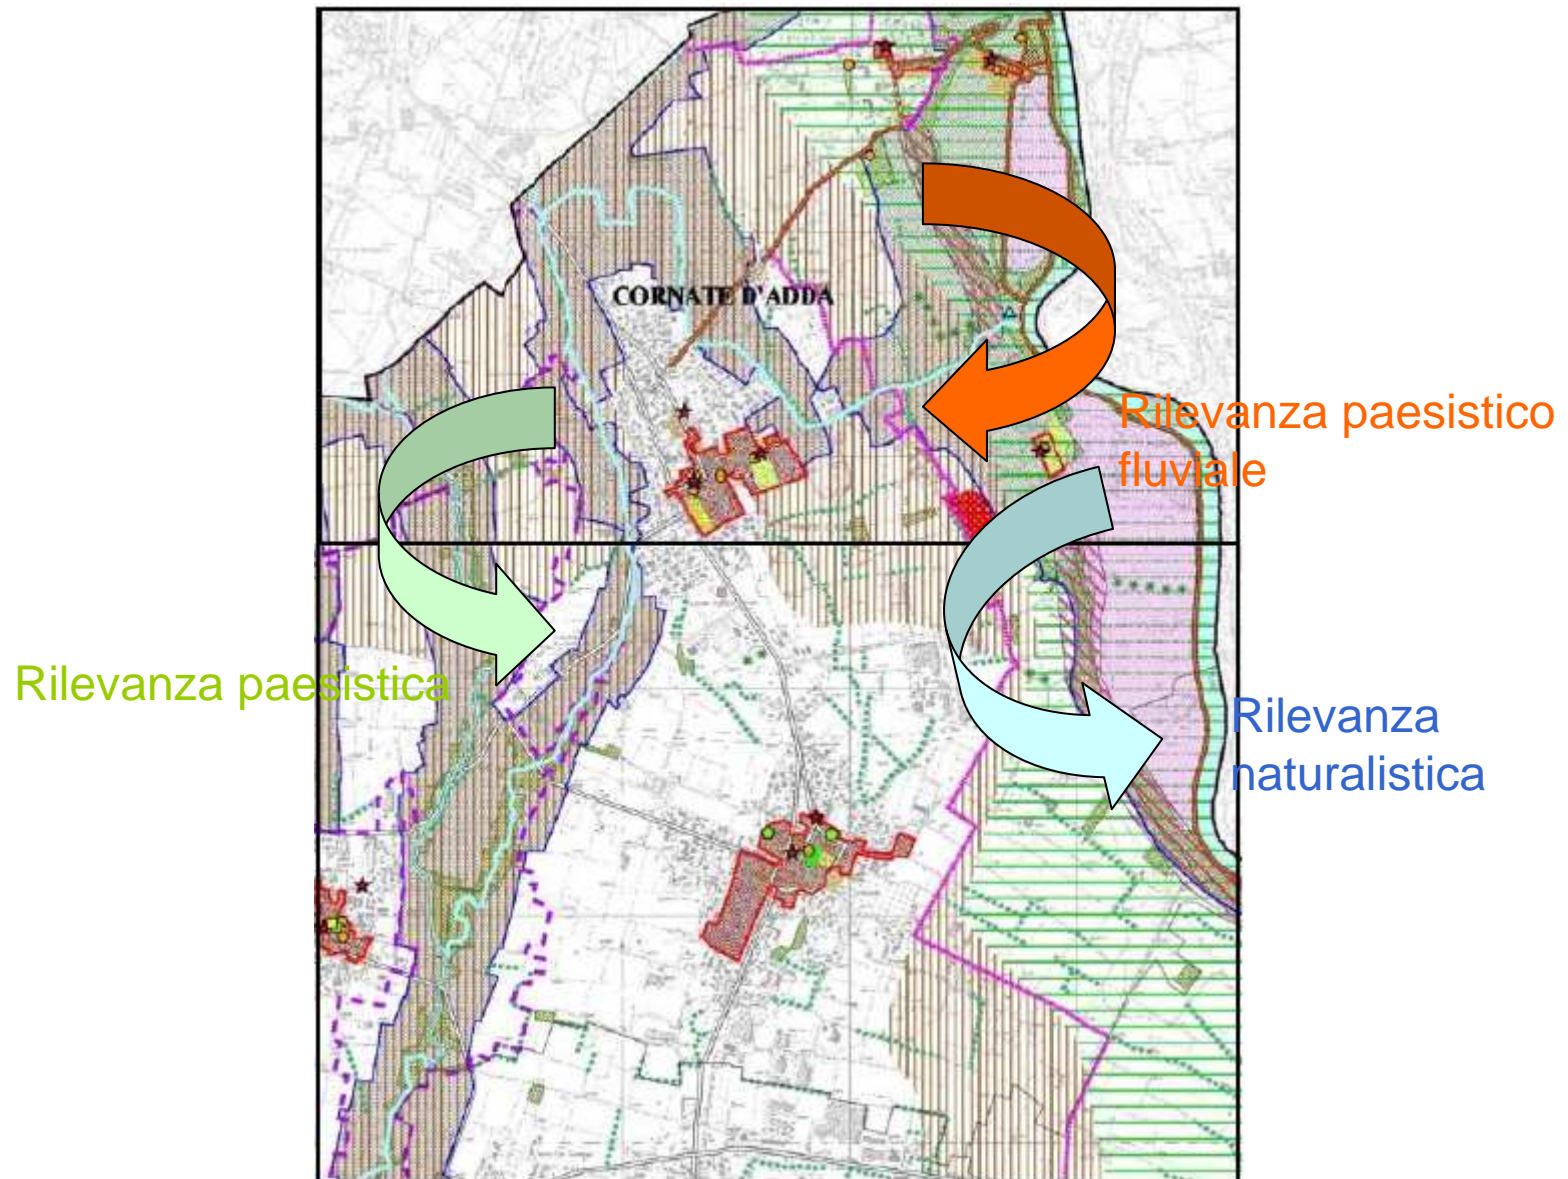 CORNATE D'ADDA
Rilevanza paesistico
fluviale
Rilevanza paesistica
Rilevanza
naturalistica